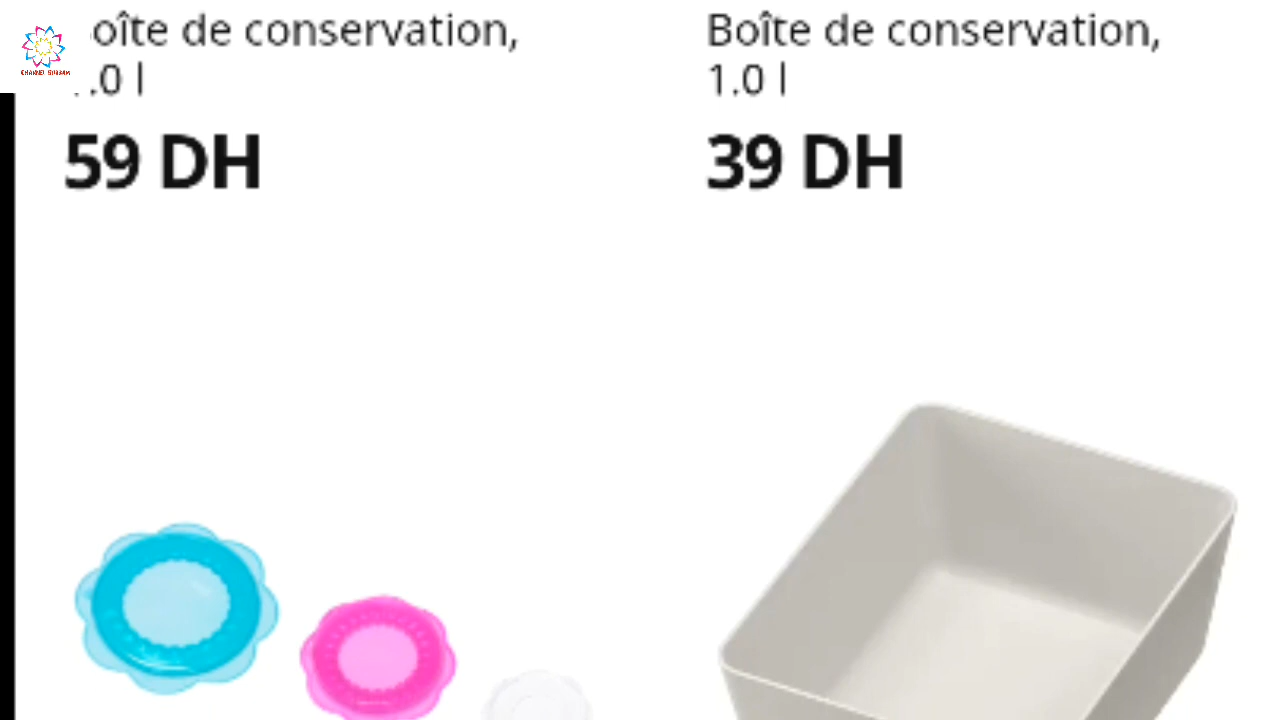 oîte de conservation,
.0 l
59 DH
Boîte de conservation,
1.0 l
39 DH